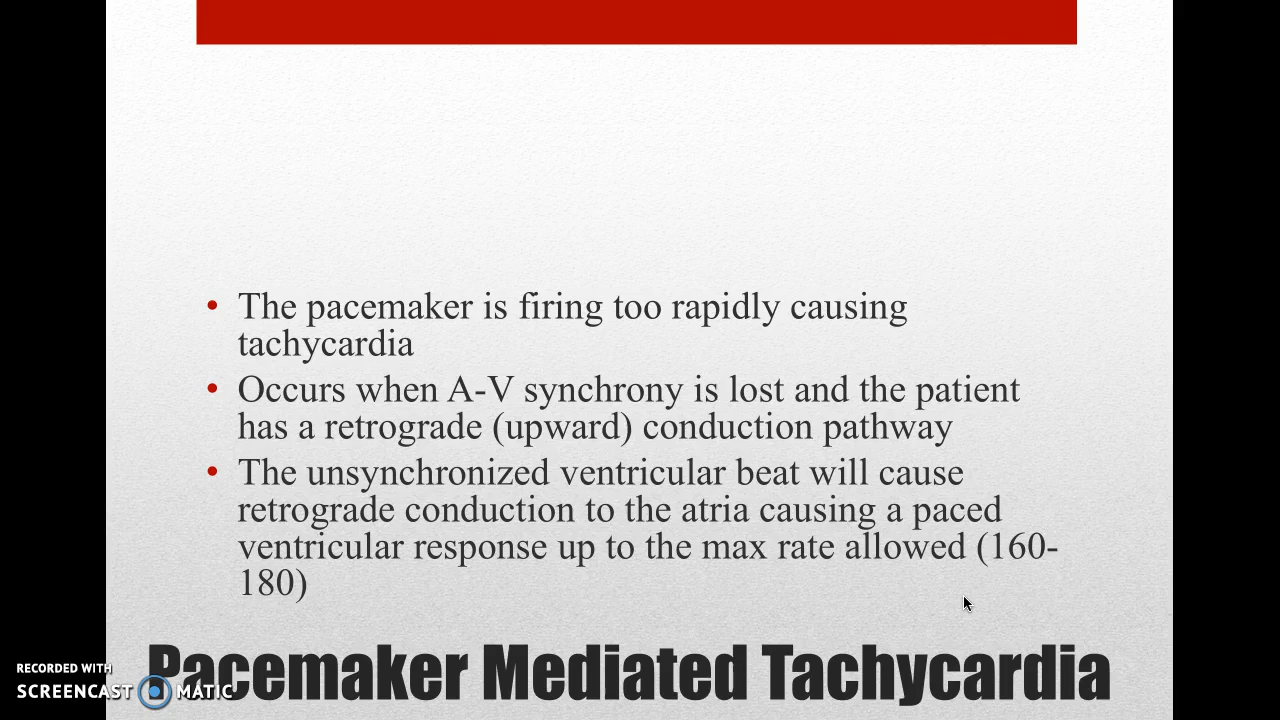 • The pacemaker is firing too rapidly causing
tachycardia
• Occurs when A-V synchrony is lost and the patient
has a retrograde (upward) conduction pathway
• The unsynchronized ventricular beat will cause
retrograde conduction to the atria causing a paced
ventricular response up to the max rate allowed (160-
180)
Pacemaker Mediated Tachycardia
RECORDED WITH
SCREENCAST MATIC